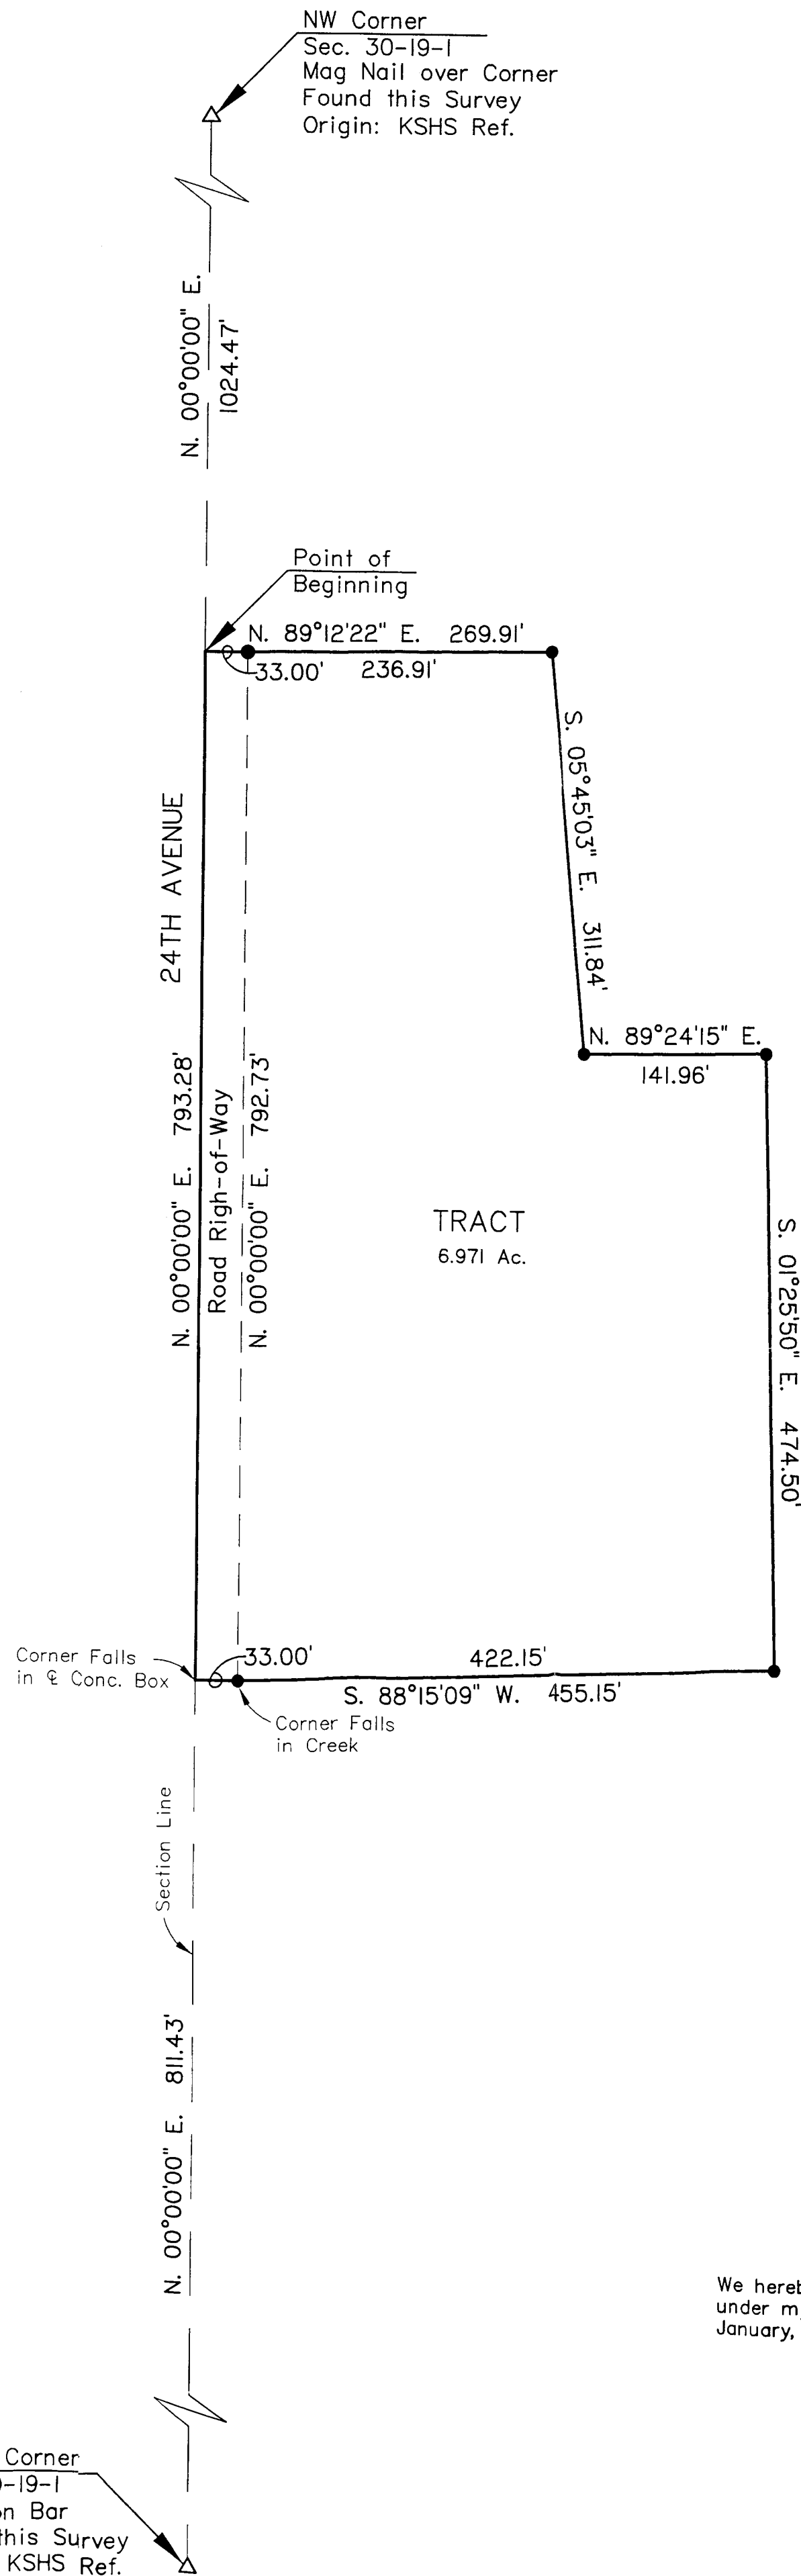 NW Corner
Sec. 30-19-1
Mag Nail over Corner
Found this Survey
Origin: KSHS Ref.
N. 00°00'00" E.
1024.47'
Point of
Beginning
N. 89°12'22" E. 269.91'
33.00' 236.91'
S. 05°45'03" E. 311.84'
24TH AVENUE
N. 89°24'15" E.
141.96'
N. 00°00'00" E. 793.28'
Road Righ-of-Way
N. 00°00'00" E. 792.73'
TRACT
6.971 Ac.
S. 01°25'50" E. 474.50'
Corner Falls
in ℄ Conc. Box
33.00' 422.15'
S. 88°15'09" W. 455.15'
Corner Falls
in Creek
Section Line
N. 00°00'00" E. 811.43'
We
under
January,
Corner
-19-1
Bar
this Survey
KSHS Ref.